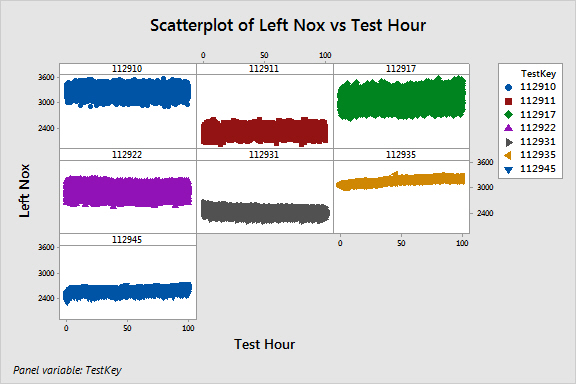 Scatterplot of Left Nox vs Test Hour
0 50 100
112910 112911 112917
3600
3000
2400
112922 112931 112935
3600
3000
2400
0 50 100
112945
3600
3000
2400
0 50 100
Left Nox
Test Hour
TestKey
112910
112911
112917
112922
112931
112935
112945
Panel variable: TestKey